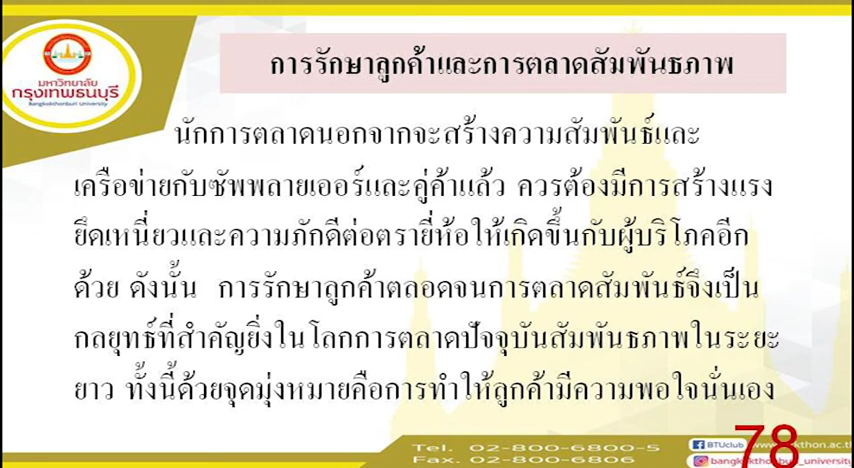 การรักษาลูกค้าและการตลาดสัมพันธภาพ
มหาวิทยาลัย
กรุงเทพธนบุรี
Bangkokthonburi University
นักการตลาดนอกจากจะสร้างความสัมพันธ์และ
เครือข่ายกับซัพพลายเออร์และคู่ค้าแล้ว ควรต้องมีการสร้างแรง
ยึดเหนี่ยวและความภักดีต่อตรายี่ห้อให้เกิดขึ้นกับผู้บริโภคอีก
ด้วย ดังนั้น การรักษาลูกค้าตลอดจนการตลาดสัมพันธ์จึงเป็น
กลยุทธ์ที่สำคัญยิ่งในโลกการตลาดปัจจุบันสัมพันธภาพในระยะ
ยาว ทั้งนี้ด้วยจุดมุ่งหมายคือการทำให้ลูกค้ามีความพอใจนั่นเอง
Tel. 02-800-6800-5
Fax. 02-800-6806
BTUclub
78